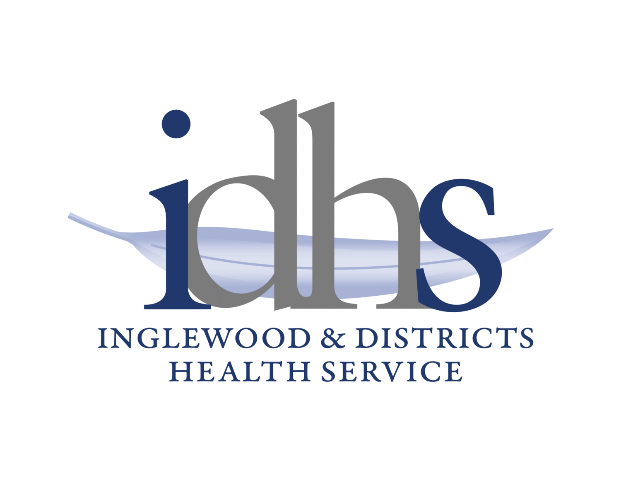 idhs
INGLEWOOD & DISTRICTS
HEALTH SERVICE